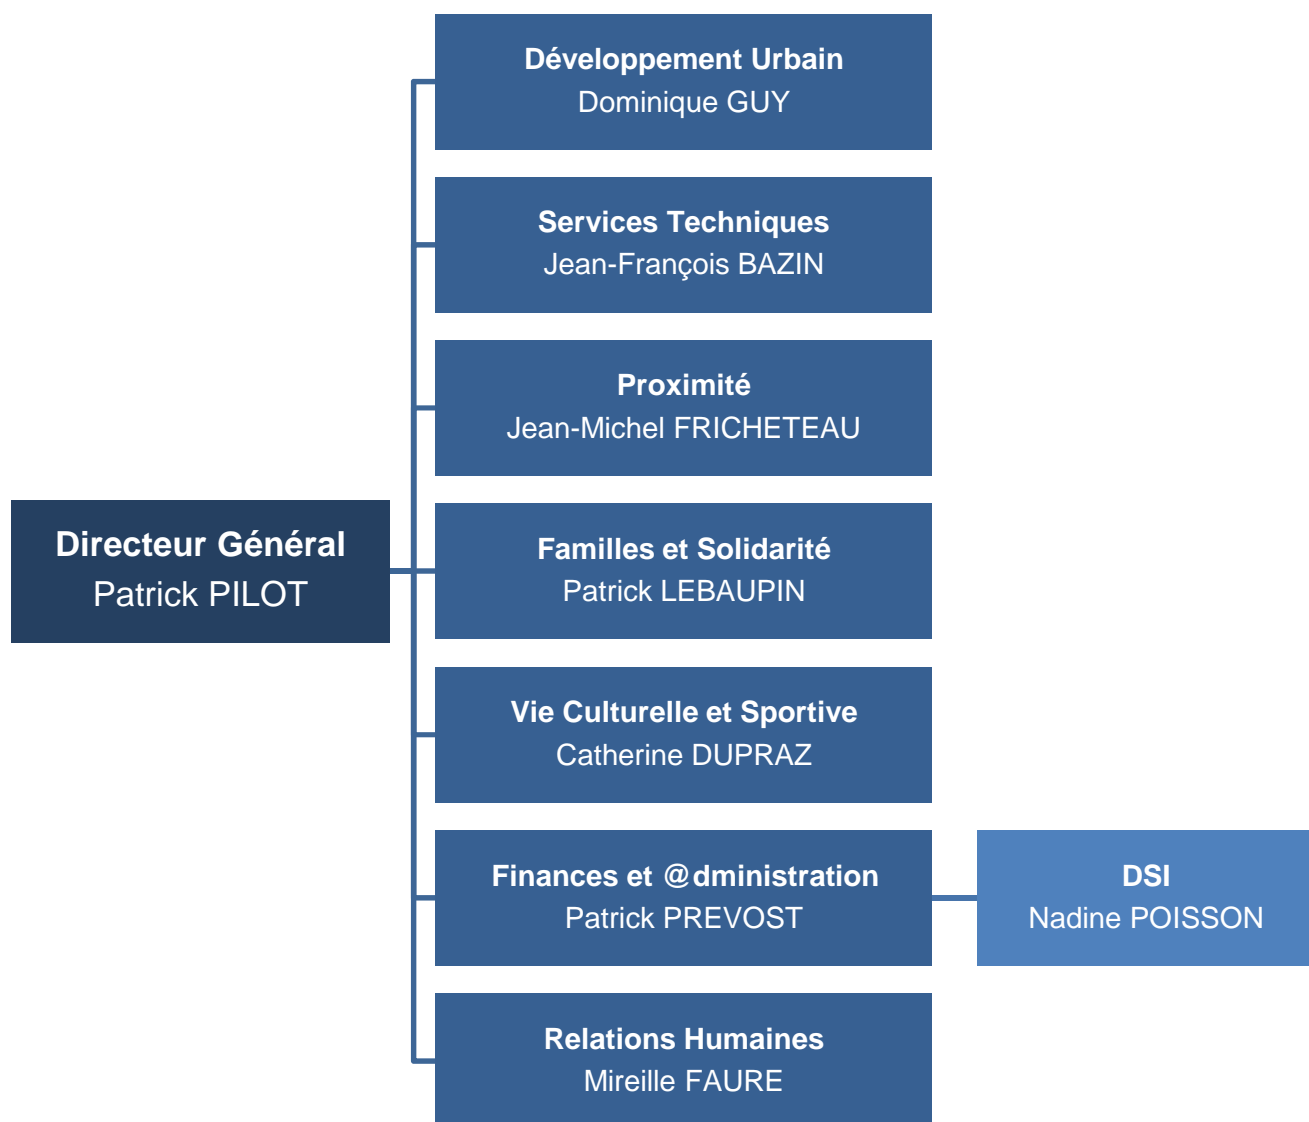 Développement Urbain
Dominique GUY
Services Techniques
Jean-François BAZIN
Proximité
Jean-Michel FRICHETEAU
Directeur Général
Patrick PILOT
Familles et Solidarité
Patrick LEBAUPIN
Vie Culturelle et Sportive
Catherine DUPRAZ
Finances et @dministration
Patrick PREVOST
DSI
Nadine POISSON
Relations Humaines
Mireille FAURE